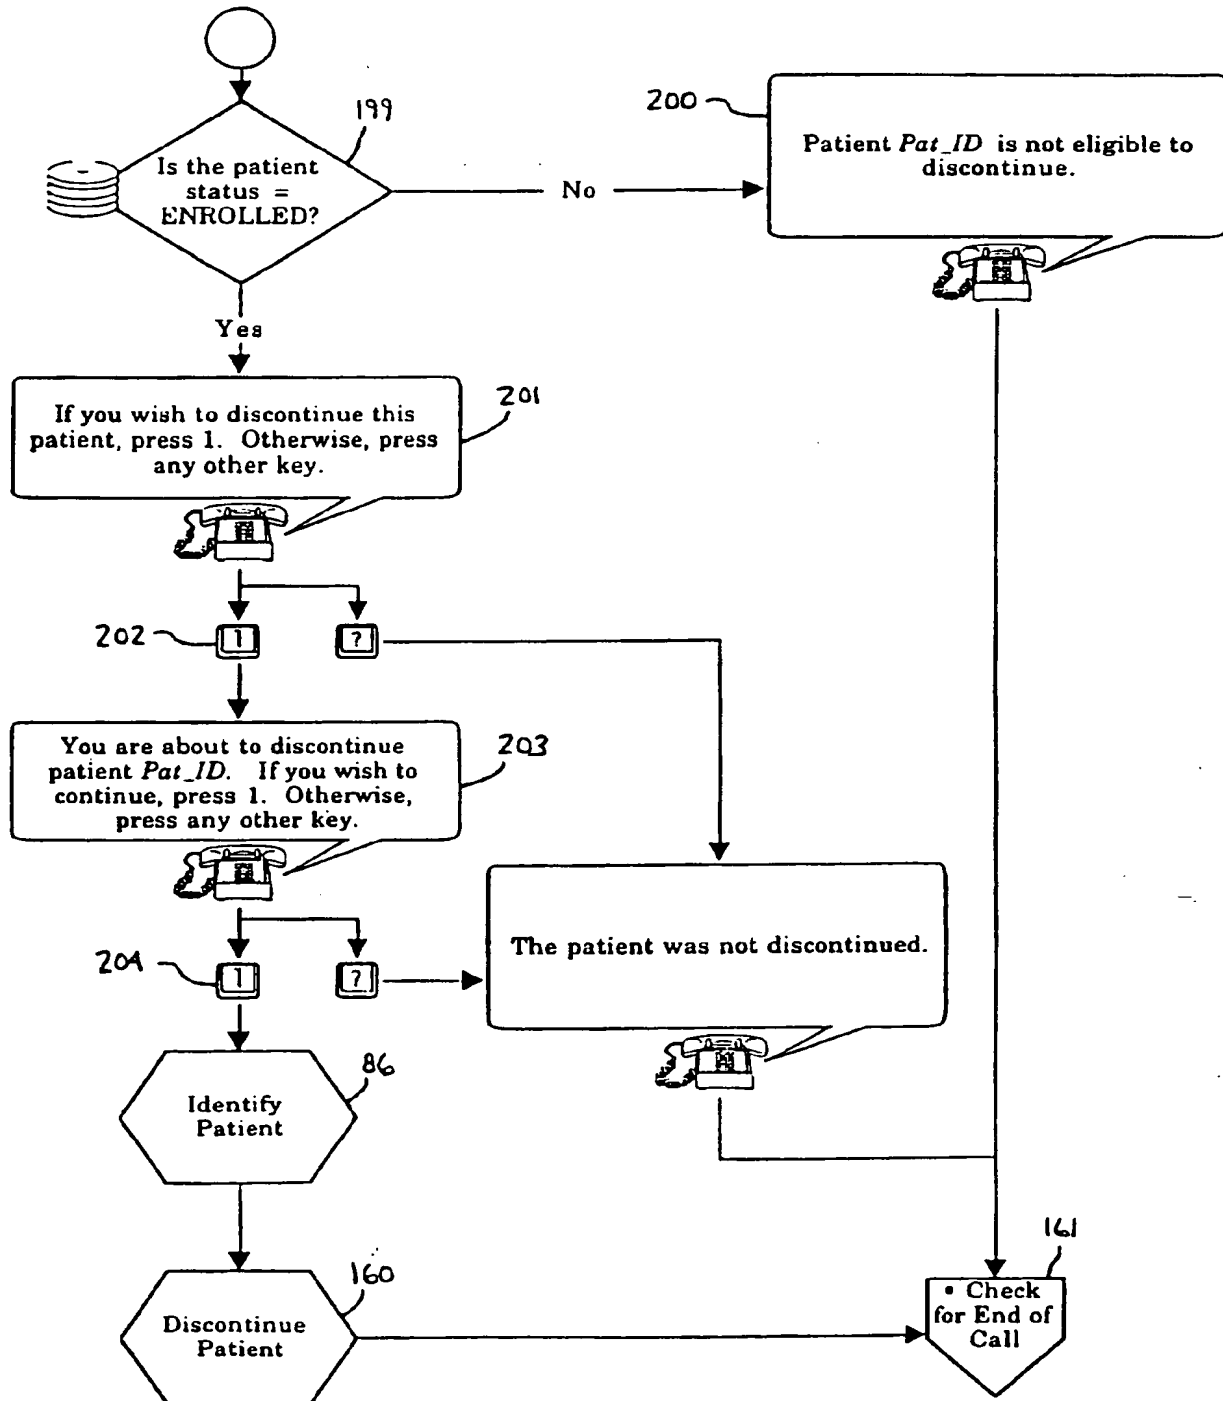 199
Is the patient
status =
ENROLLED?
No
200
Patient Pat_ID is not eligible to
discontinue.
Yes
201
If you wish to discontinue this
patient, press 1. Otherwise, press
any other key.
202
1
?
203
You are about to discontinue
patient Pat_ID. If you wish to
continue, press 1. Otherwise,
press any other key.
The patient was not discontinued.
204
1
?
86
Identify
Patient
160
Discontinue
Patient
161
• Check
for End of
Call